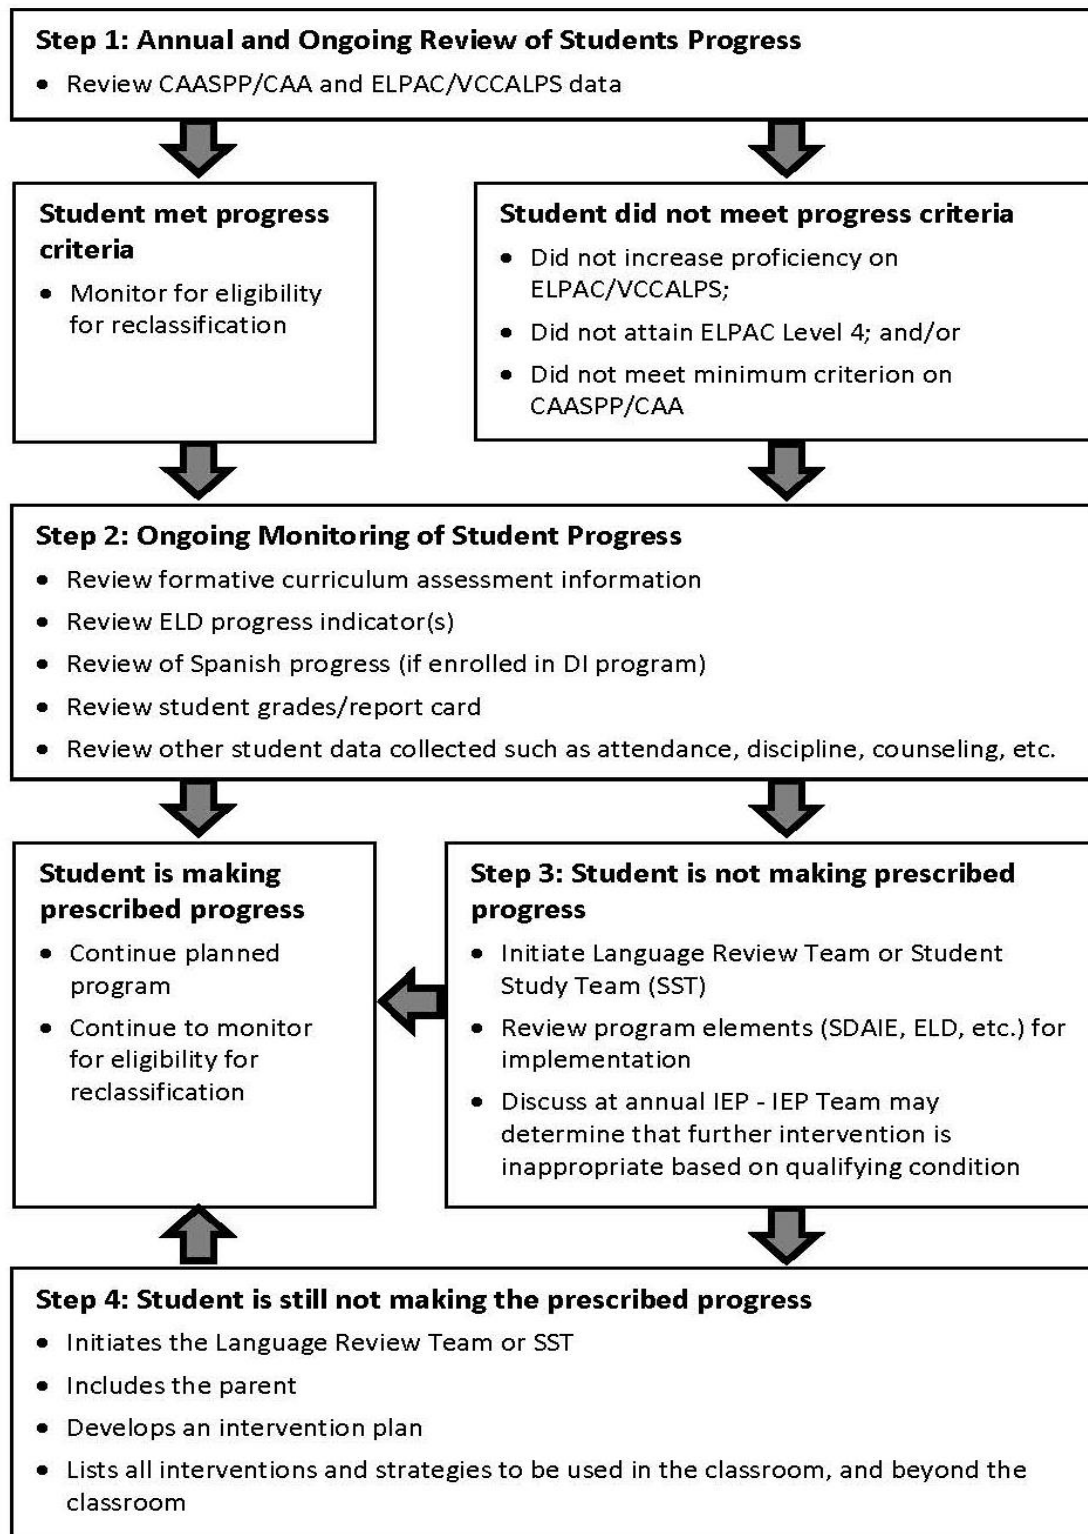 Step 1: Annual and Ongoing Review of Students Progress
• Review CAASPP/CAA and ELPAC/VCCALPS data
Student met progress
criteria
• Monitor for eligibility
for reclassification
Student did not meet progress criteria
• Did not increase proficiency on
ELPAC/VCCALPS;
• Did not attain ELPAC Level 4; and/or
• Did not meet minimum criterion on
CAASPP/CAA
Step 2: Ongoing Monitoring of Student Progress
• Review formative curriculum assessment information
• Review ELD progress indicator(s)
• Review of Spanish progress (if enrolled in DI program)
• Review student grades/report card
• Review other student data collected such as attendance, discipline, counseling, etc.
Student is making
prescribed progress
• Continue planned
program
• Continue to monitor
for eligibility for
reclassification
Step 3: Student is not making prescribed
progress
• Initiate Language Review Team or Student
Study Team (SST)
• Review program elements (SDAIE, ELD, etc.) for
implementation
• Discuss at annual IEP - IEP Team may
determine that further intervention is
inappropriate based on qualifying condition
Step 4: Student is still not making the prescribed progress
• Initiates the Language Review Team or SST
• Includes the parent
• Develops an intervention plan
• Lists all interventions and strategies to be used in the classroom, and beyond the
classroom